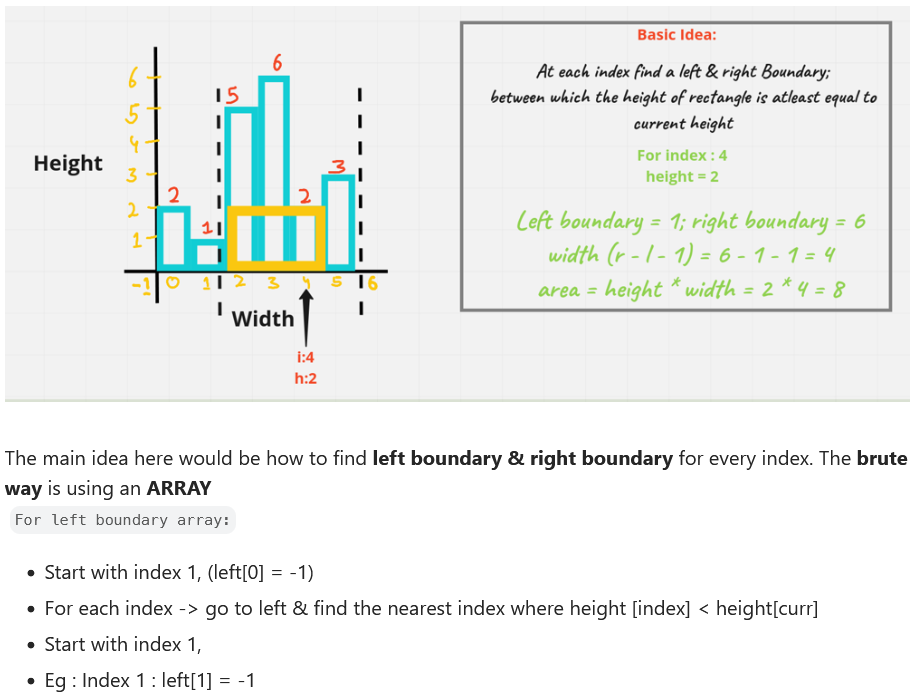 Basic Idea:
At each index find a left & right Boundary;
between which the height of rectangle is atleast equal to
current height
For index : 4
height = 2
Left boundary = 1; right boundary = 6
width (r - l - 1) = 6 - 1 - 1 = 4
area = height * width = 2 * 4 = 8
Height
6
5
4
3
2
1
2
1
5
6
2
3
-1 0 1 2 3 4 5 6
Width
i:4
h:2
The main idea here would be how to find left boundary & right boundary for every index. The brute
way is using an ARRAY
For left boundary array:
• Start with index 1, (left[0] = -1)
• For each index -> go to left & find the nearest index where height [index] < height[curr]
• Start with index 1,
• Eg : Index 1 : left[1] = -1